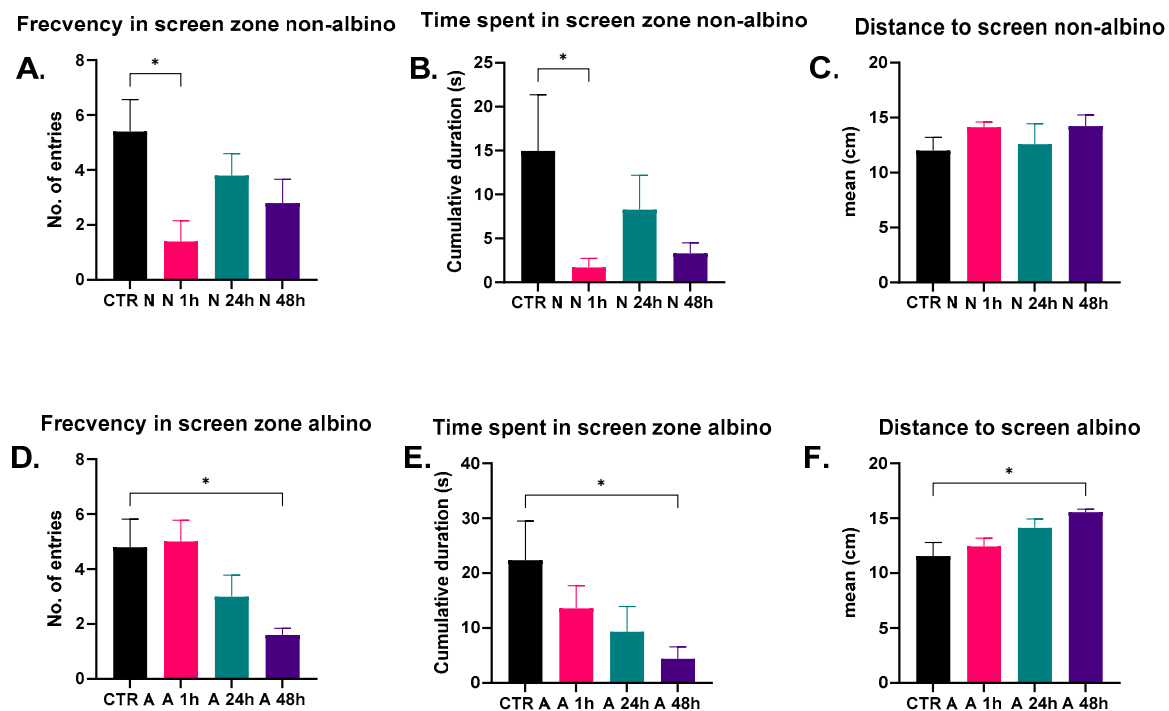 Frecvency in screen zone non-albino
A.
No. of entries
8
6
4
2
0
*
CTR N N 1h N 24h N 48h
Time spent in screen zone non-albino
B.
Cumulative duration (s)
25
20
15
10
5
0
*
CTR N N 1h N 24h N 48h
Distance to screen non-albino
C.
mean (cm)
20
15
10
5
0
CTR N N 1h N 24h N 48h
Frecvency in screen zone albino
D.
No. of entries
8
6
4
2
0
*
CTR A A 1h A 24h A 48h
Time spent in screen zone albino
E.
Cumulative duration (s)
40
30
20
10
0
*
CTR A A 1h A 24h A 48h
Distance to screen albino
F.
mean (cm)
20
15
10
5
0
*
CTR A A 1h A 24h A 48h